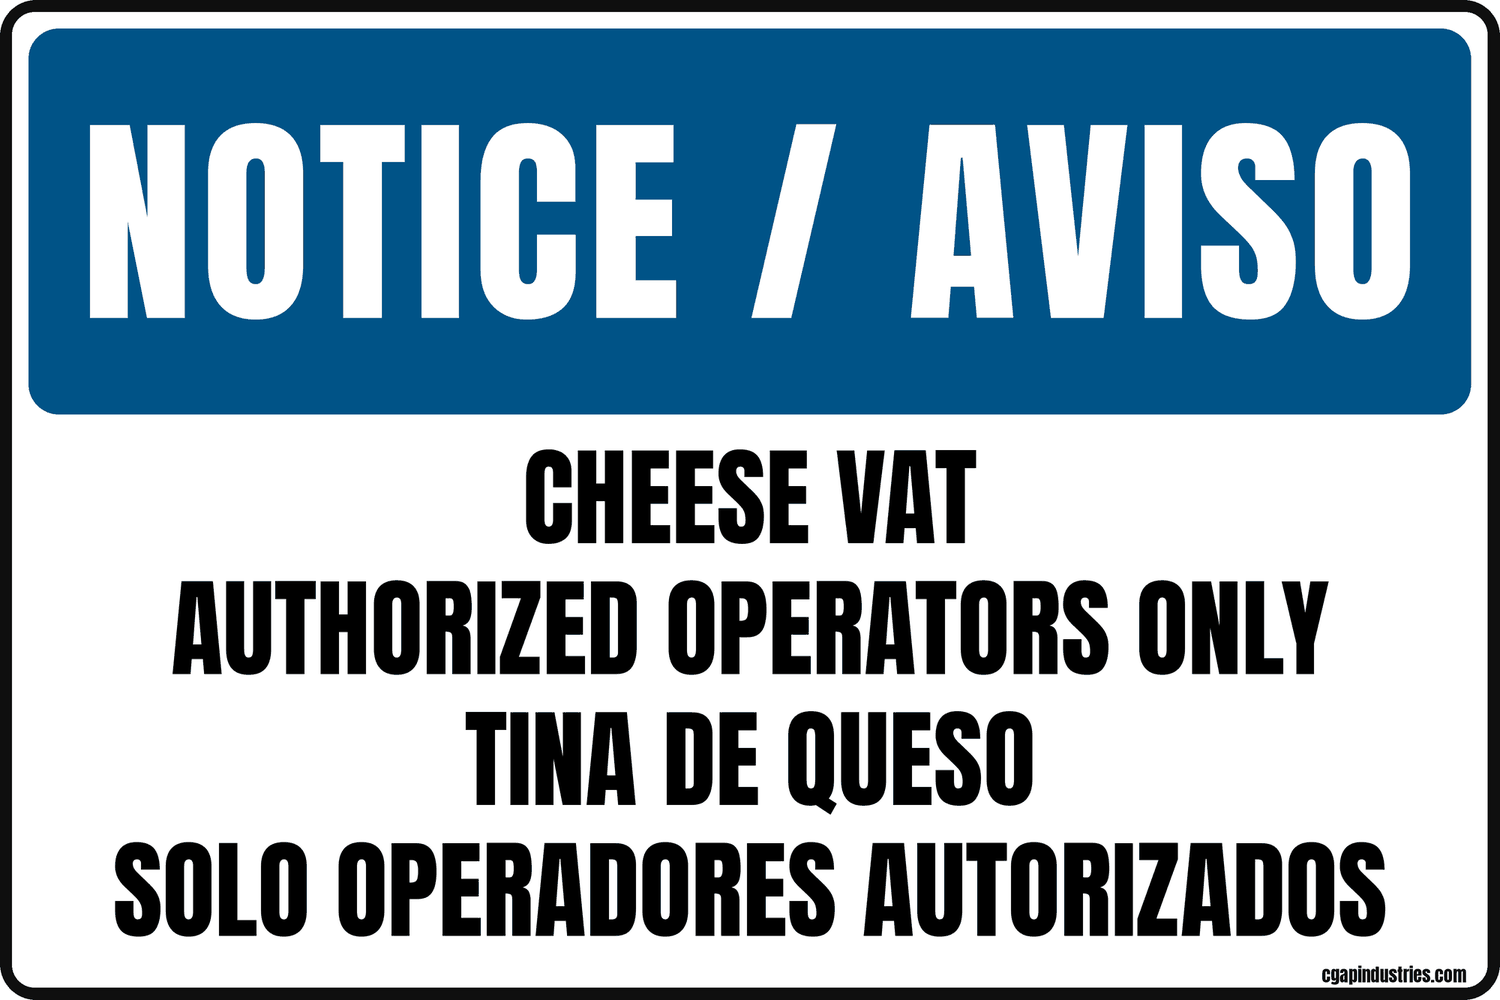 NOTICE / AVISO
CHEESE VAT
AUTHORIZED OPERATORS ONLY
TINA DE QUESO
SOLO OPERADORES AUTORIZADOS
cgapindustries.com